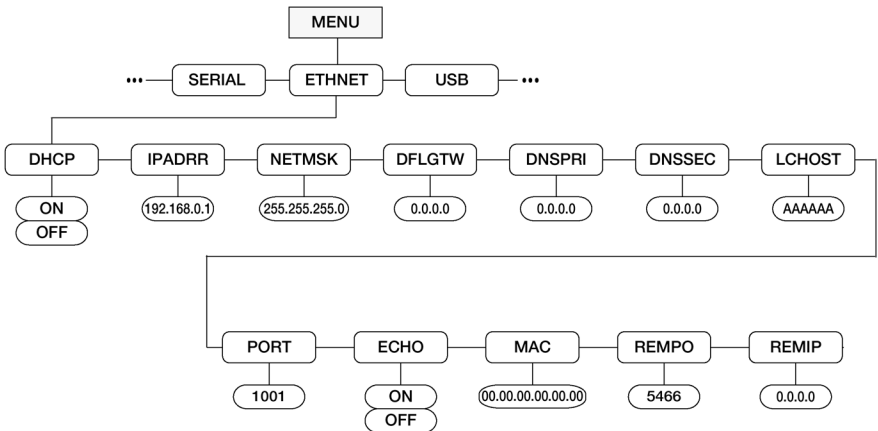 MENU
••• SERIAL ETHNET USB •••
DHCP IPADRR NETMSK DFLGTW DNSPRI DNSSEC LCHOST
ON 192.168.0.1 255.255.255.0 0.0.0.0 0.0.0.0 0.0.0.0 AAAAAA
OFF
PORT ECHO MAC REMPO REMIP
1001 ON 00.00.00.00.00.00 5466 0.0.0.0
OFF